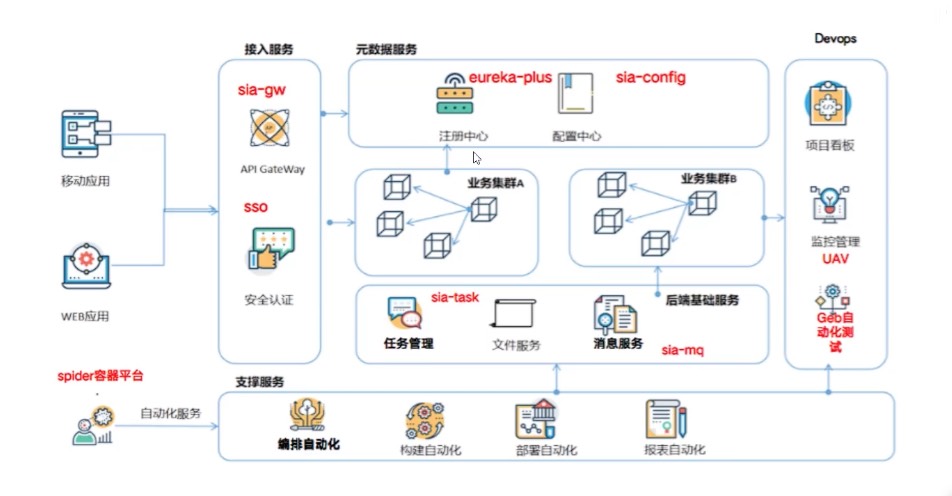 Devops
接入服务
元数据服务
sia-gw
eureka-plus
sia-config
注册中心
配置中心
项目看板
API GateWay
移动应用
业务集群A
业务集群B
sso
监控管理
UAV
安全认证
WEB应用
sia-task
后端基础服务
任务管理
文件服务
消息服务
sia-mq
Geb自
动化测
试
spider容器平台
支撑服务
自动化服务
编排自动化
构建自动化
部署自动化
报表自动化